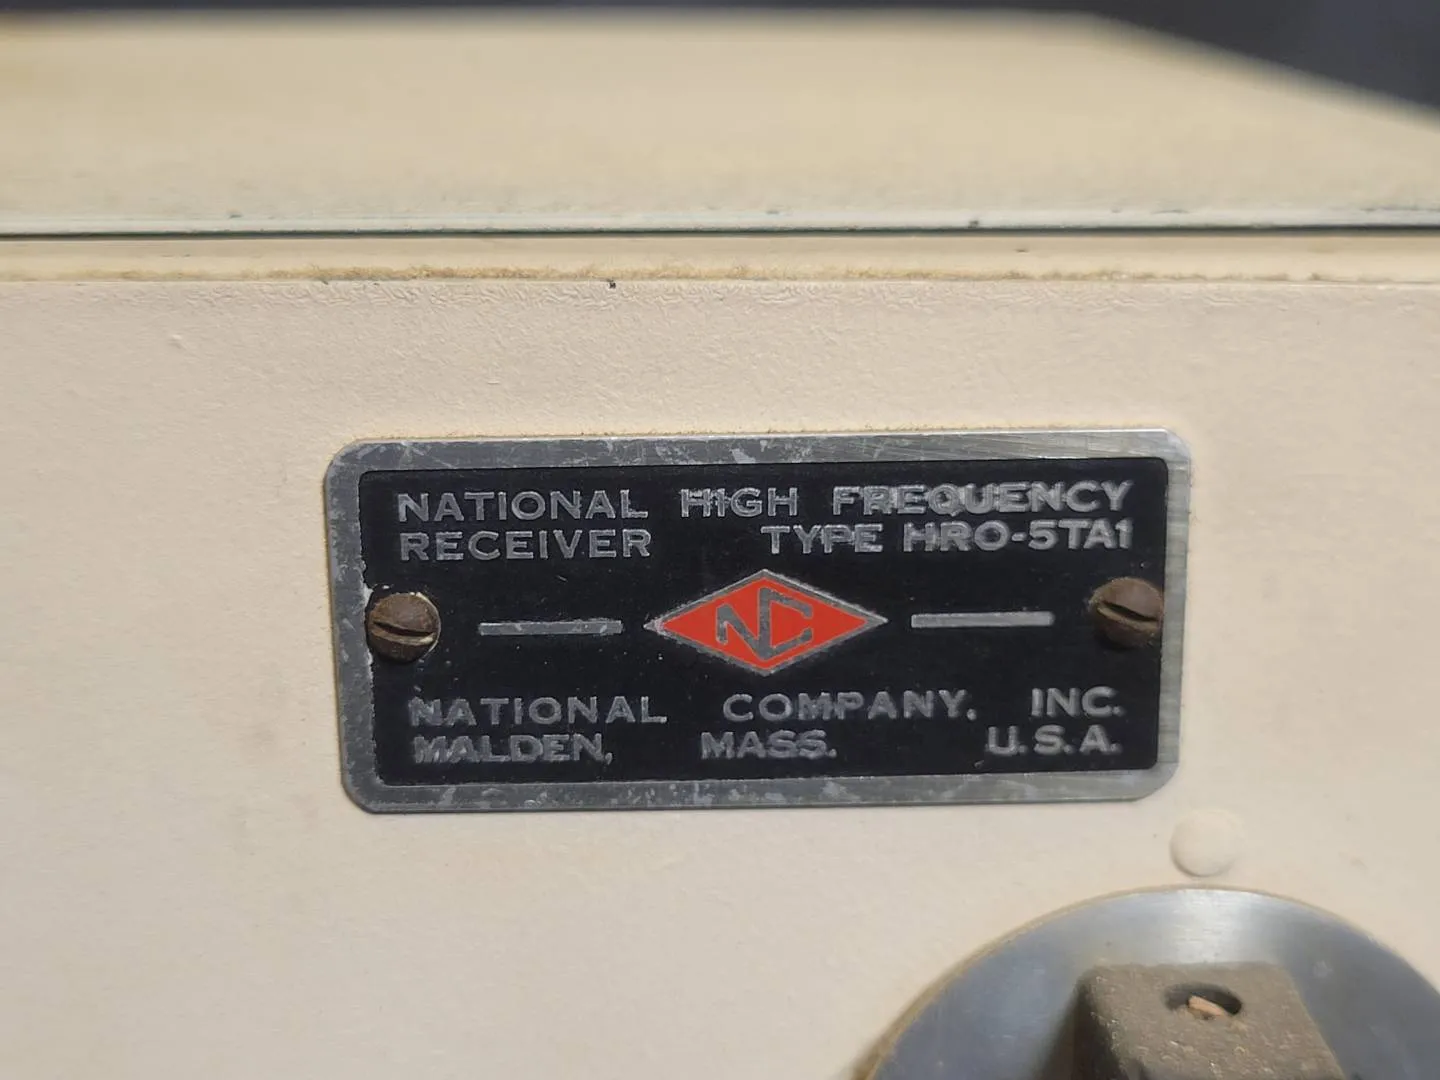 NATIONAL HIGH FREQUENCY
RECEIVER TYPE HRO-5TA1
NC
NATIONAL COMPANY, INC.
MALDEN, MASS. U.S.A.